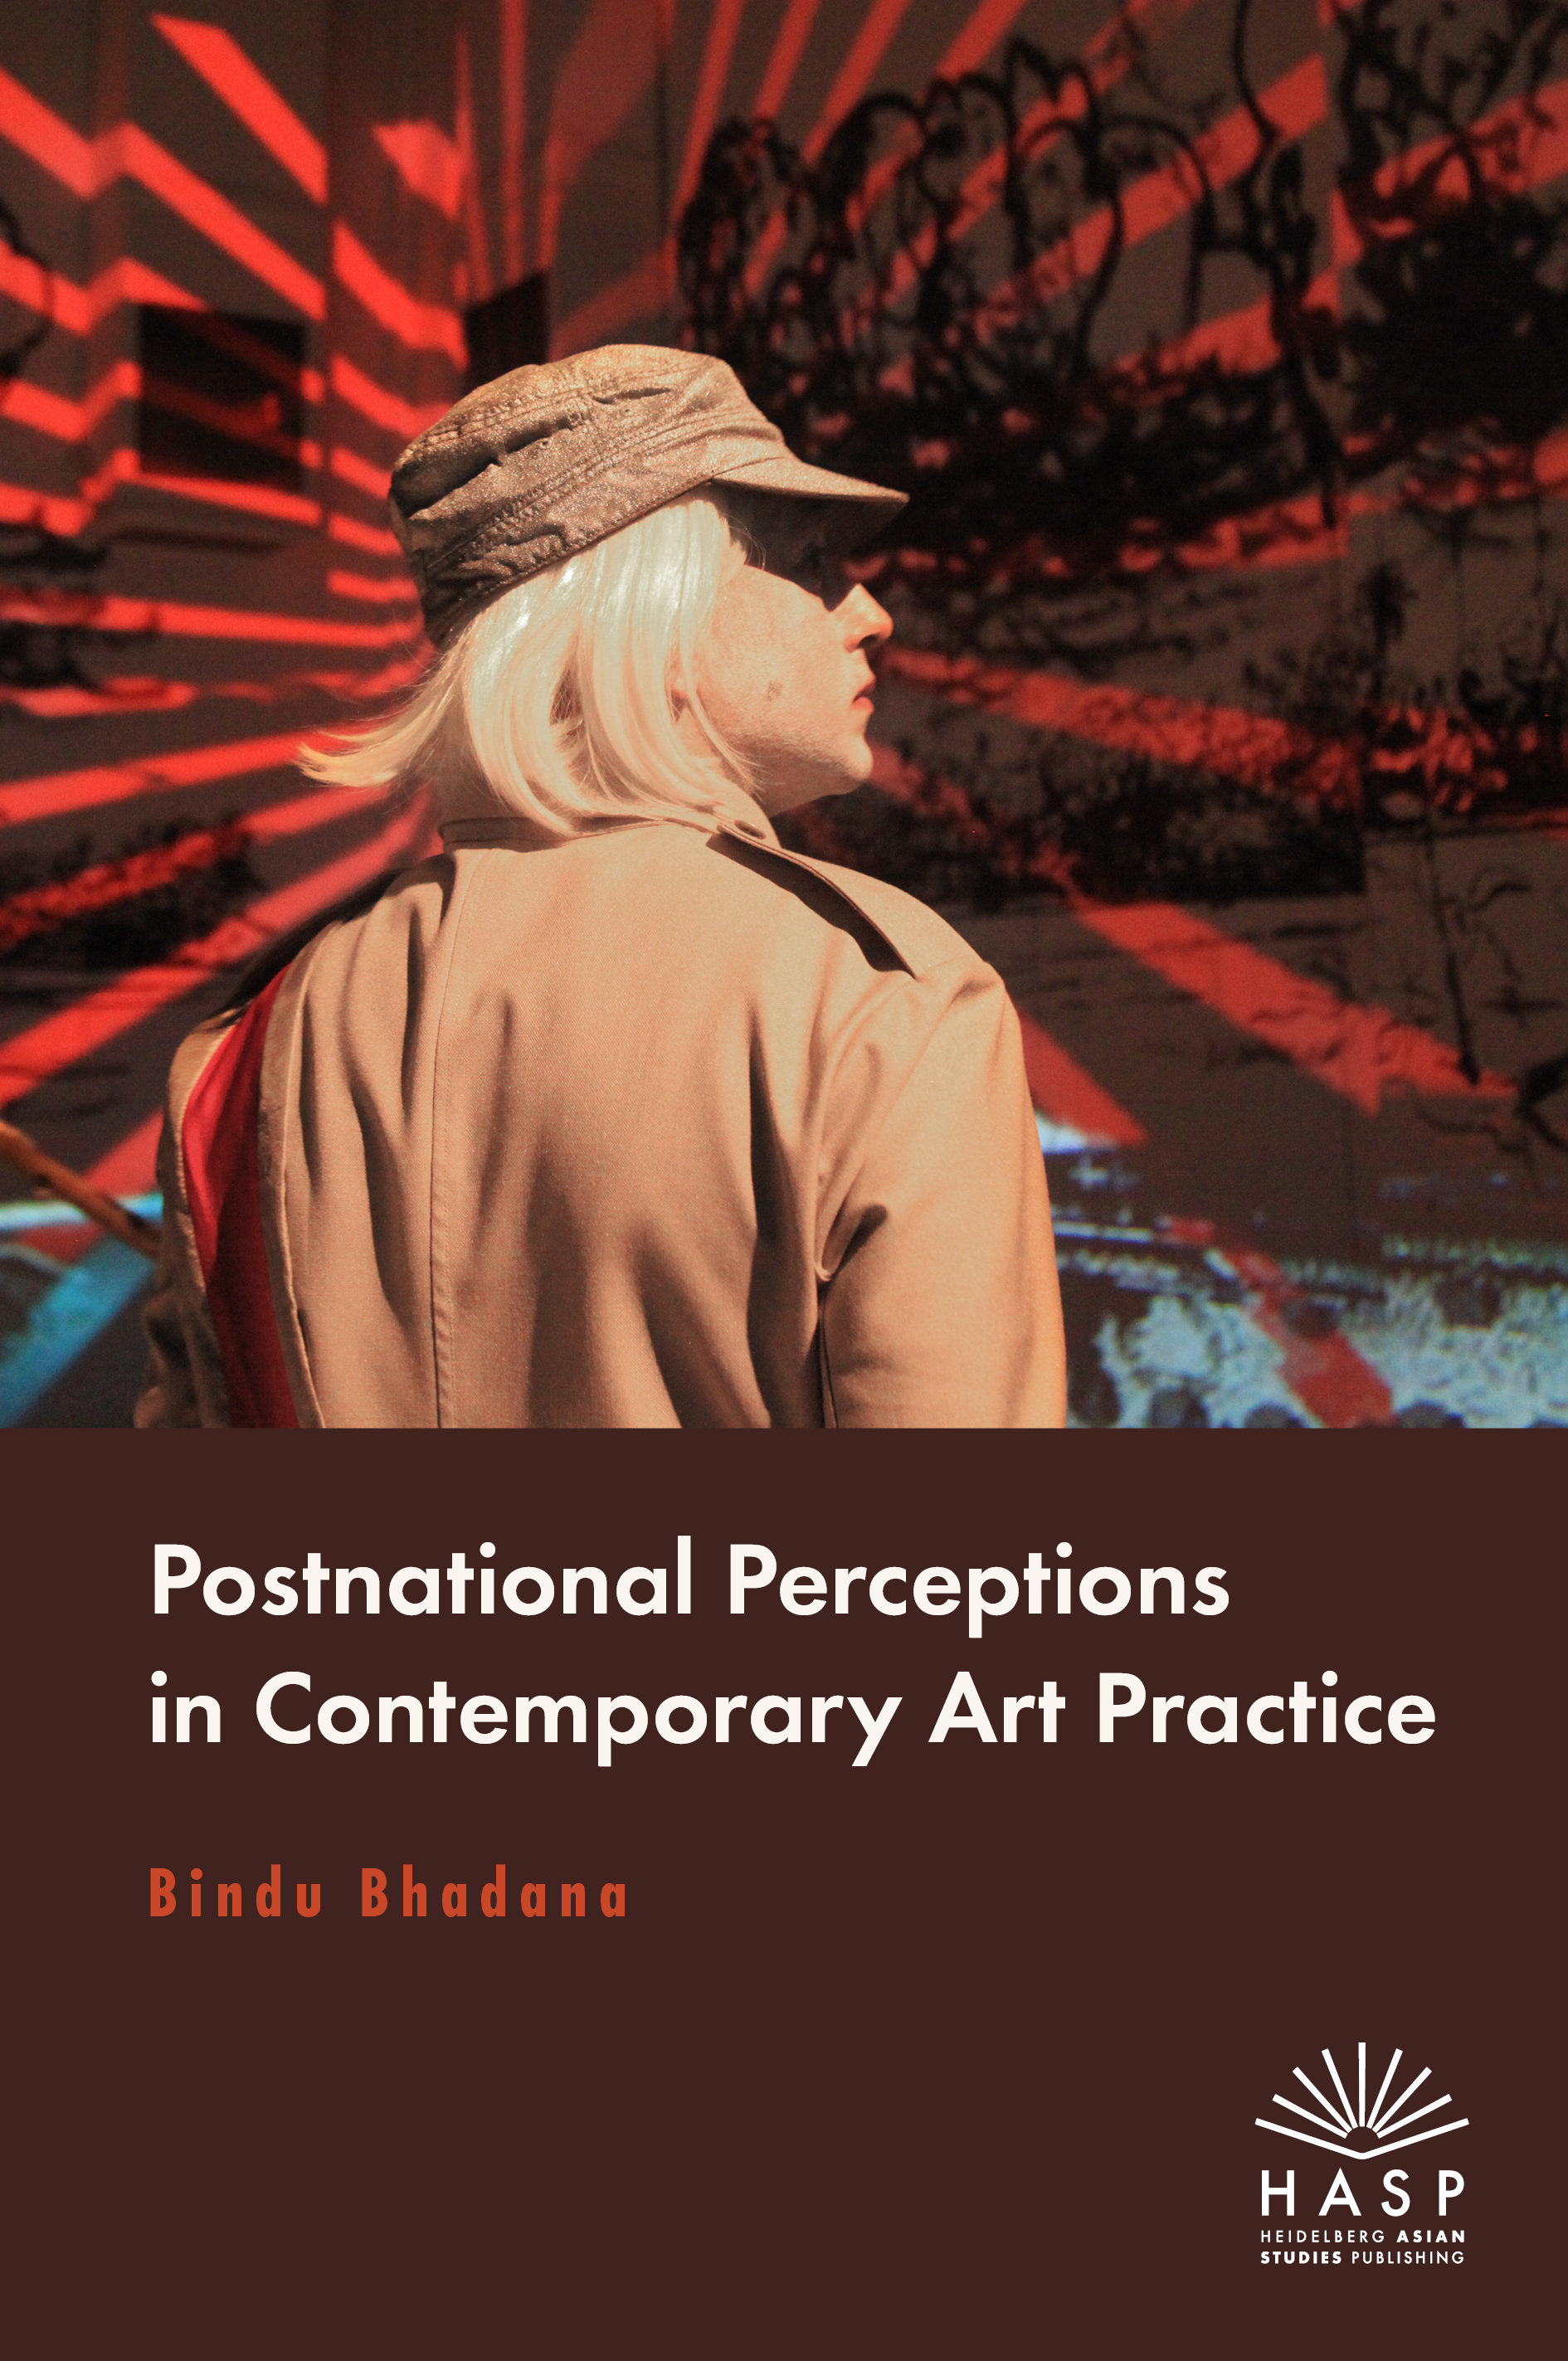 Postnational Perceptions
in Contemporary Art Practice
Bindu Bhadana
HASP
HEIDELBERG ASIAN
STUDIES PUBLISHING